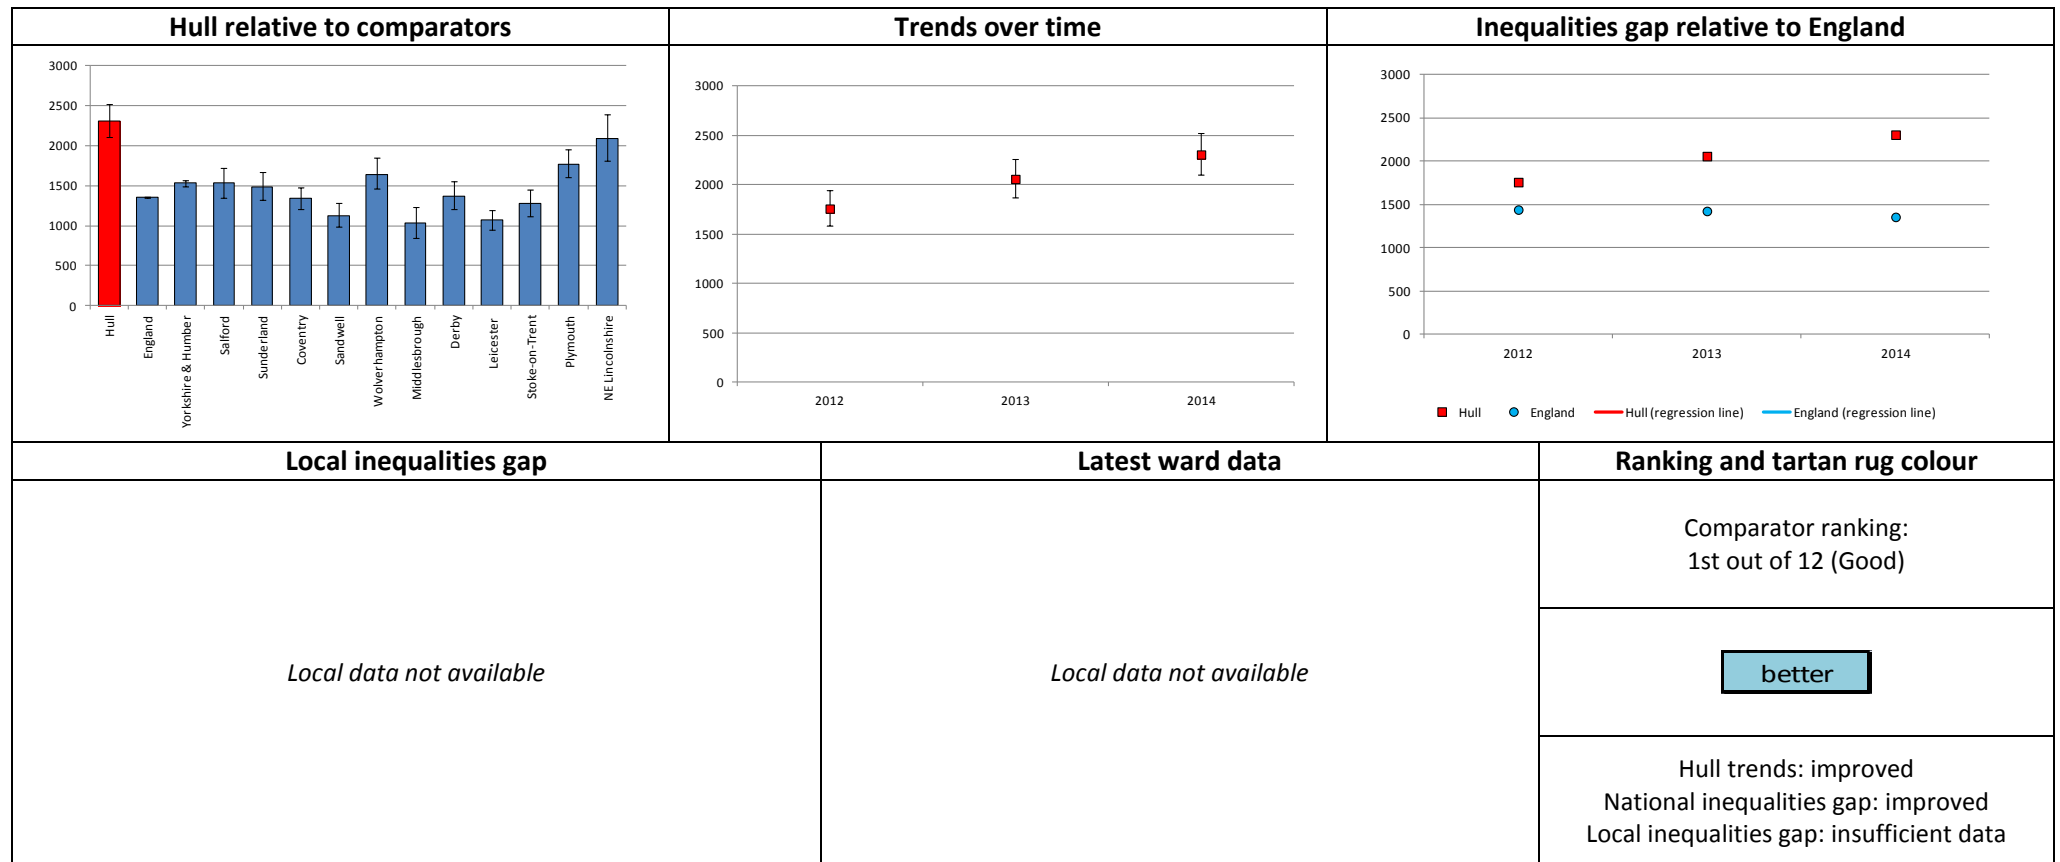 Hull relative to comparators
Trends over time
Inequalities gap relative to England
3000
2500
2000
1500
1000
500
0
Hull
England
Yorkshire & Humber
Salford
Sunderland
Coventry
Sandwell
Wolverhampton
Middlesbrough
Derby
Leicester
Stoke-on-Trent
Plymouth
NE Lincolnshire
3000
2500
2000
1500
1000
500
0
2012
2013
2014
3000
2500
2000
1500
1000
500
0
2012
2013
2014
Hull
England
Hull (regression line)
England (regression line)
Local inequalities gap
Latest ward data
Ranking and tartan rug colour
Local data not available
Local data not available
Comparator ranking:
1st out of 12 (Good)
better
Hull trends: improved
National inequalities gap: improved
Local inequalities gap: insufficient data